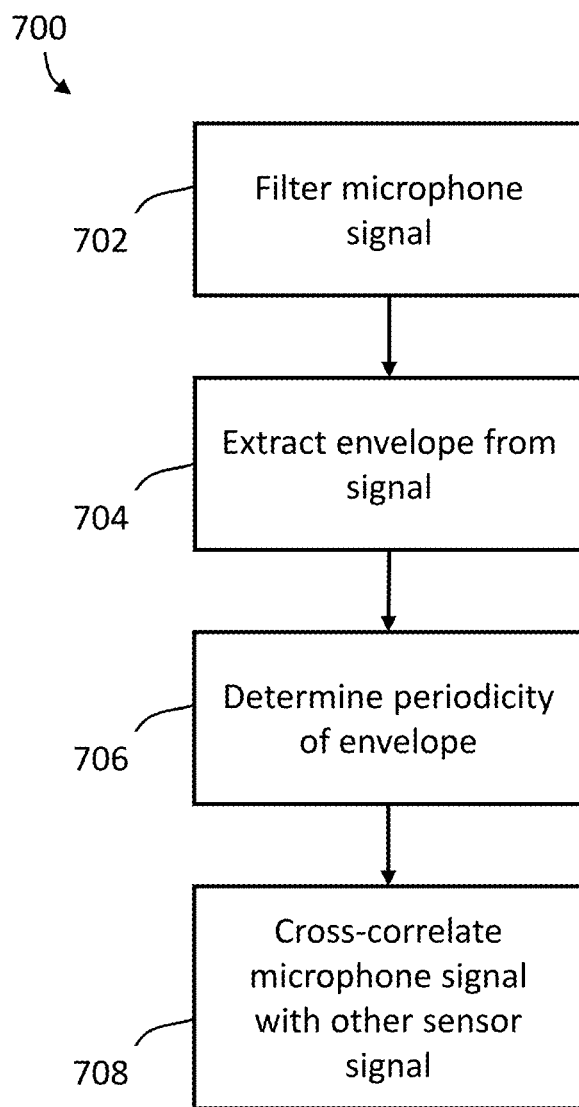 700
Filter microphone
signal
702
Extract envelope from
signal
704
Determine periodicity
of envelope
706
Cross-correlate
microphone signal
with other sensor
signal
708